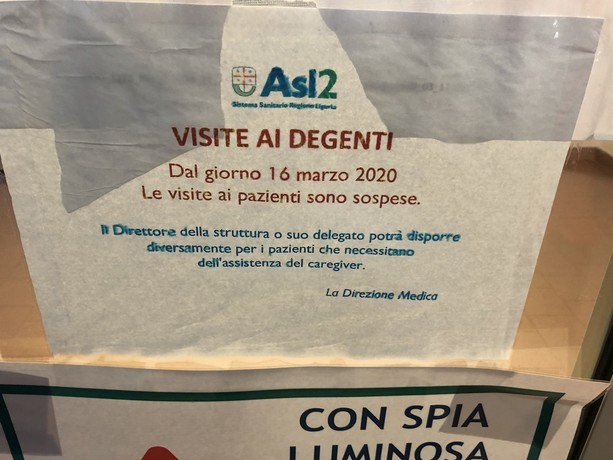 Asl2
Sistema Sanitario Regione Liguria
VISITE AI DEGENTI
Dal giorno 16 marzo 2020
Le visite ai pazienti sono sospese.
Il Direttore della struttura o suo delegato potrà disporre
diversamente per i pazienti che necessitano
dell'assistenza del caregiver.
La Direzione Medica
CON SPIA
LUMINOSA